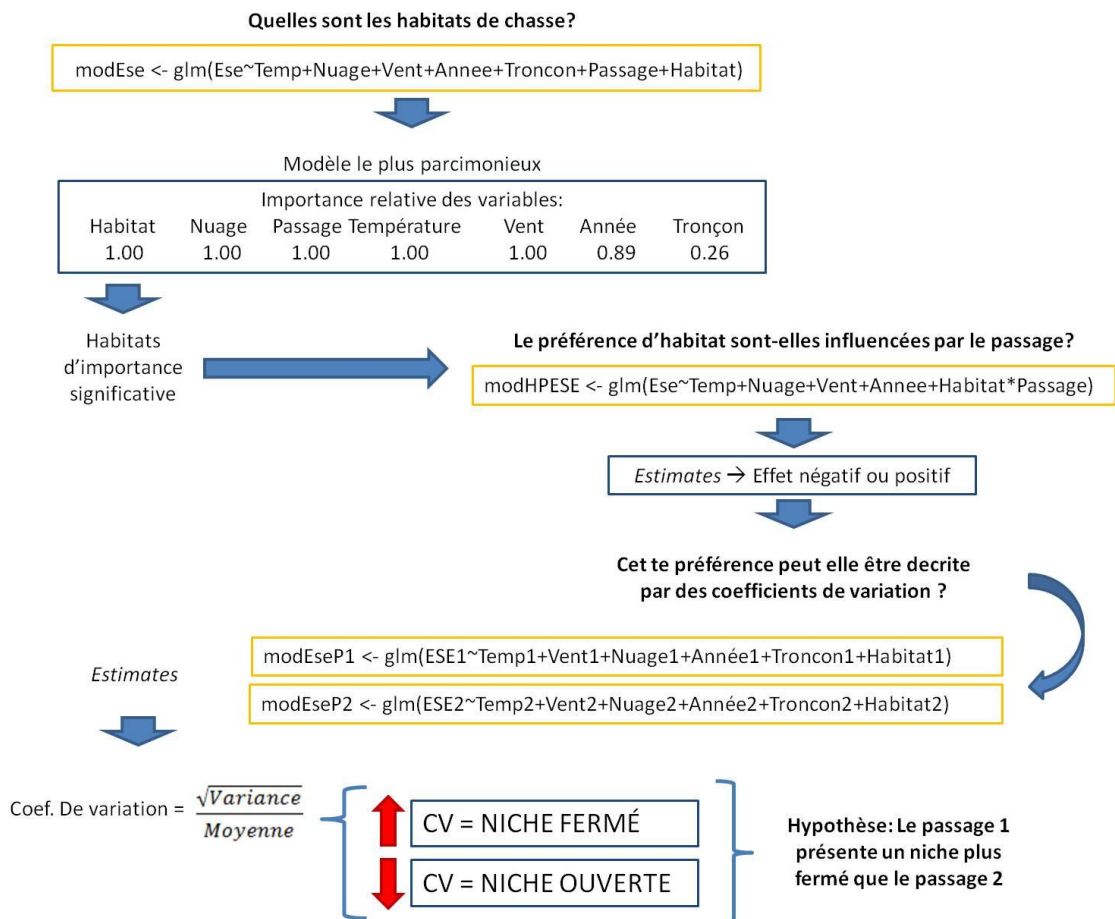 Quelles sont les habitats de chasse?
modEse <- glm(Ese~Temp+Nuage+Vent+Annee+Troncon+Passage+Habitat)
Modèle le plus parcimonieux
Importance relative des variables:
Habitat Nuage Passage Température Vent Année Tronçon
1.00 1.00 1.00 1.00 1.00 0.89 0.26
Habitats
d'importance
significative
Le préférence d'habitat sont-elles influencées par le passage?
modHPESE <- glm(Ese~Temp+Nuage+Vent+Annee+Habitat*Passage)
Estimates → Effet négatif ou positif
Cet te préférence peut elle être decrite
par des coefficients de variation ?
Estimates
modEseP1 <- glm(ESE1~Temp1+Vent1+Nuage1+Année1+Troncon1+Habitat1)
modEseP2 <- glm(ESE2~Temp2+Vent2+Nuage2+Année2+Troncon2+Habitat2)
Coef. De variation = √Variance
Moyenne
CV = NICHE FERMÉ
CV = NICHE OUVERTE
Hypothèse: Le passage 1
présente un niche plus
fermé que le passage 2